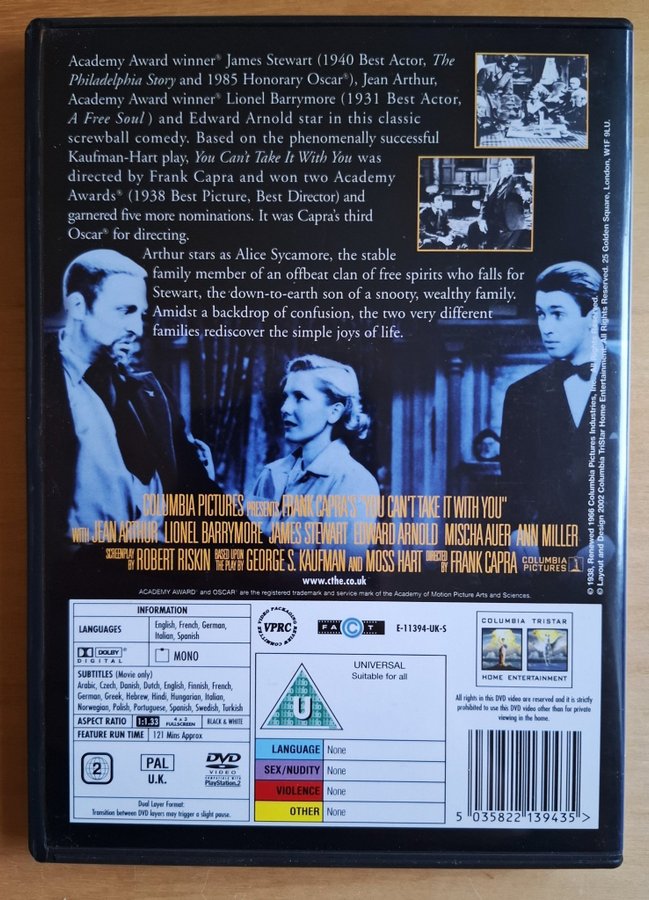 Academy Award winner® James Stewart (1940 Best Actor, The
Philadelphia Story and 1985 Honorary Oscar®), Jean Arthur,
Academy Award winner® Lionel Barrymore (1931 Best Actor,
A Free Soul) and Edward Arnold star in this classic
screwball comedy. Based on the phenomenally successful
Kaufman-Hart play, You Can't Take It With You was
directed by Frank Capra and won two Academy
Awards® (1938 Best Picture, Best Director) and
garnered five more nominations. It was Capra's third
Oscar® for directing.
Arthur stars as Alice Sycamore, the stable
family member of an offbeat clan of free spirits who falls for
Stewart, the down-to-earth son of a snooty, wealthy family.
Amidst a backdrop of confusion, the two very different
families rediscover the simple joys of life.
COLUMBIA PICTURES PRESENTS FRANK CAPRA'S "YOU CAN'T TAKE IT WITH YOU"
WITH JEAN ARTHUR LIONEL BARRYMORE JAMES STEWART EDWARD ARNOLD MISCHA AUER ANN MILLER
SCREENPLAY BY ROBERT RISKIN BASED UPON THE PLAY BY GEORGE S. KAUFMAN AND MOSS HART DIRECTED BY FRANK CAPRA
COLUMBIA PICTURES
www.cthe.co.uk
ACADEMY AWARD® and OSCAR® are the registered trademark and service mark of the Academy of Motion Picture Arts and Sciences.
© 1938, Renewed 1966 Columbia Pictures Industries, Inc. All Rights Reserved.
© Layout and Design 2002 Columbia TriStar Home Entertainment. All Rights Reserved. 25 Golden Square, London, W1F 9LU.
INFORMATION
LANGUAGES
English, French, German,
Italian, Spanish
DOLBY
DIGITAL
MONO
SUBTITLES (Movie only)
Arabic, Czech, Danish, Dutch, English, Finnish, French,
German, Greek, Hebrew, Hindi, Hungarian, Italian,
Norwegian, Polish, Portuguese, Spanish, Swedish, Turkish
ASPECT RATIO
1:1.33
4 x 3
FULLSCREEN
BLACK & WHITE
FEATURE RUN TIME
121 Mins Approx
2
PAL
U.K.
DVD
VIDEO
COMPATIBLE WITH
PlayStation.2
Dual Layer Format:
Transition between DVD layers may trigger a slight pause.
VIDEO PACKAGING
VPRC
REVIEW COMMITTEE
FACT
E-11394-UK-S
U
UNIVERSAL
Suitable for all
LANGUAGE None
SEX/NUDITY None
VIOLENCE None
OTHER None
COLUMBIA TRISTAR
HOME ENTERTAINMENT
All rights in this DVD video are reserved and it is strictly
prohibited to use this DVD video other than for private
viewing in the home.
5 035822 139435 >